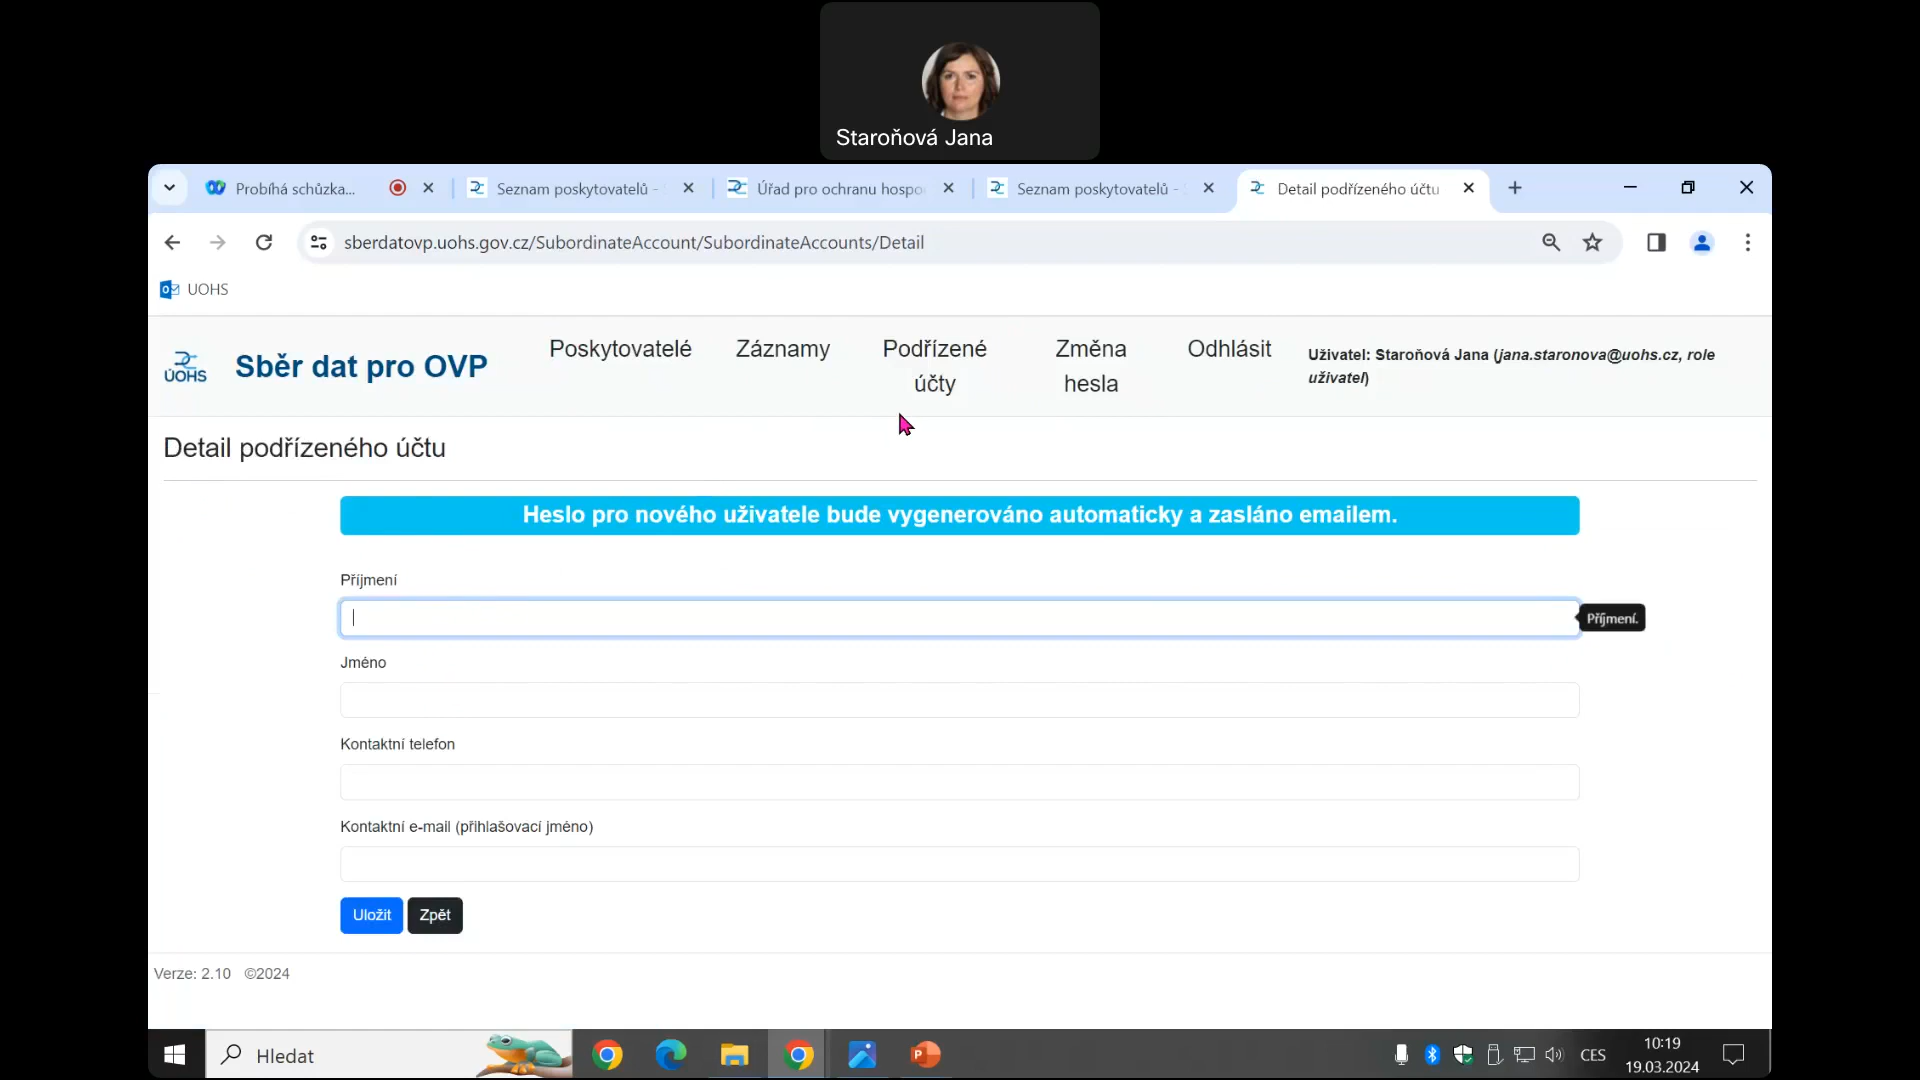 Staroňová Jana
Probíhá schůzka...
Seznam poskytovatelů -
Úřad pro ochranu hospo
Seznam poskytovatelů -
Detail podřízeného účtu
sberdatovp.uohs.gov.cz/SubordinateAccount/SubordinateAccounts/Detail
UOHS
ÚOHS
Sběr dat pro OVP
Poskytovatelé
Záznamy
Podřízené
účty
Změna
hesla
Odhlásit
Uživatel: Staroňová Jana (jana.staronova@uohs.cz, role
uživatel)
Detail podřízeného účtu
Heslo pro nového uživatele bude vygenerováno automaticky a zasláno emailem.
Příjmení
Příjmení.
Jméno
Kontaktní telefon
Kontaktní e-mail (přihlašovací jméno)
Uložit
Zpět
Verze: 2.10 ©2024
Hledat
CES
10:19
19.03.2024